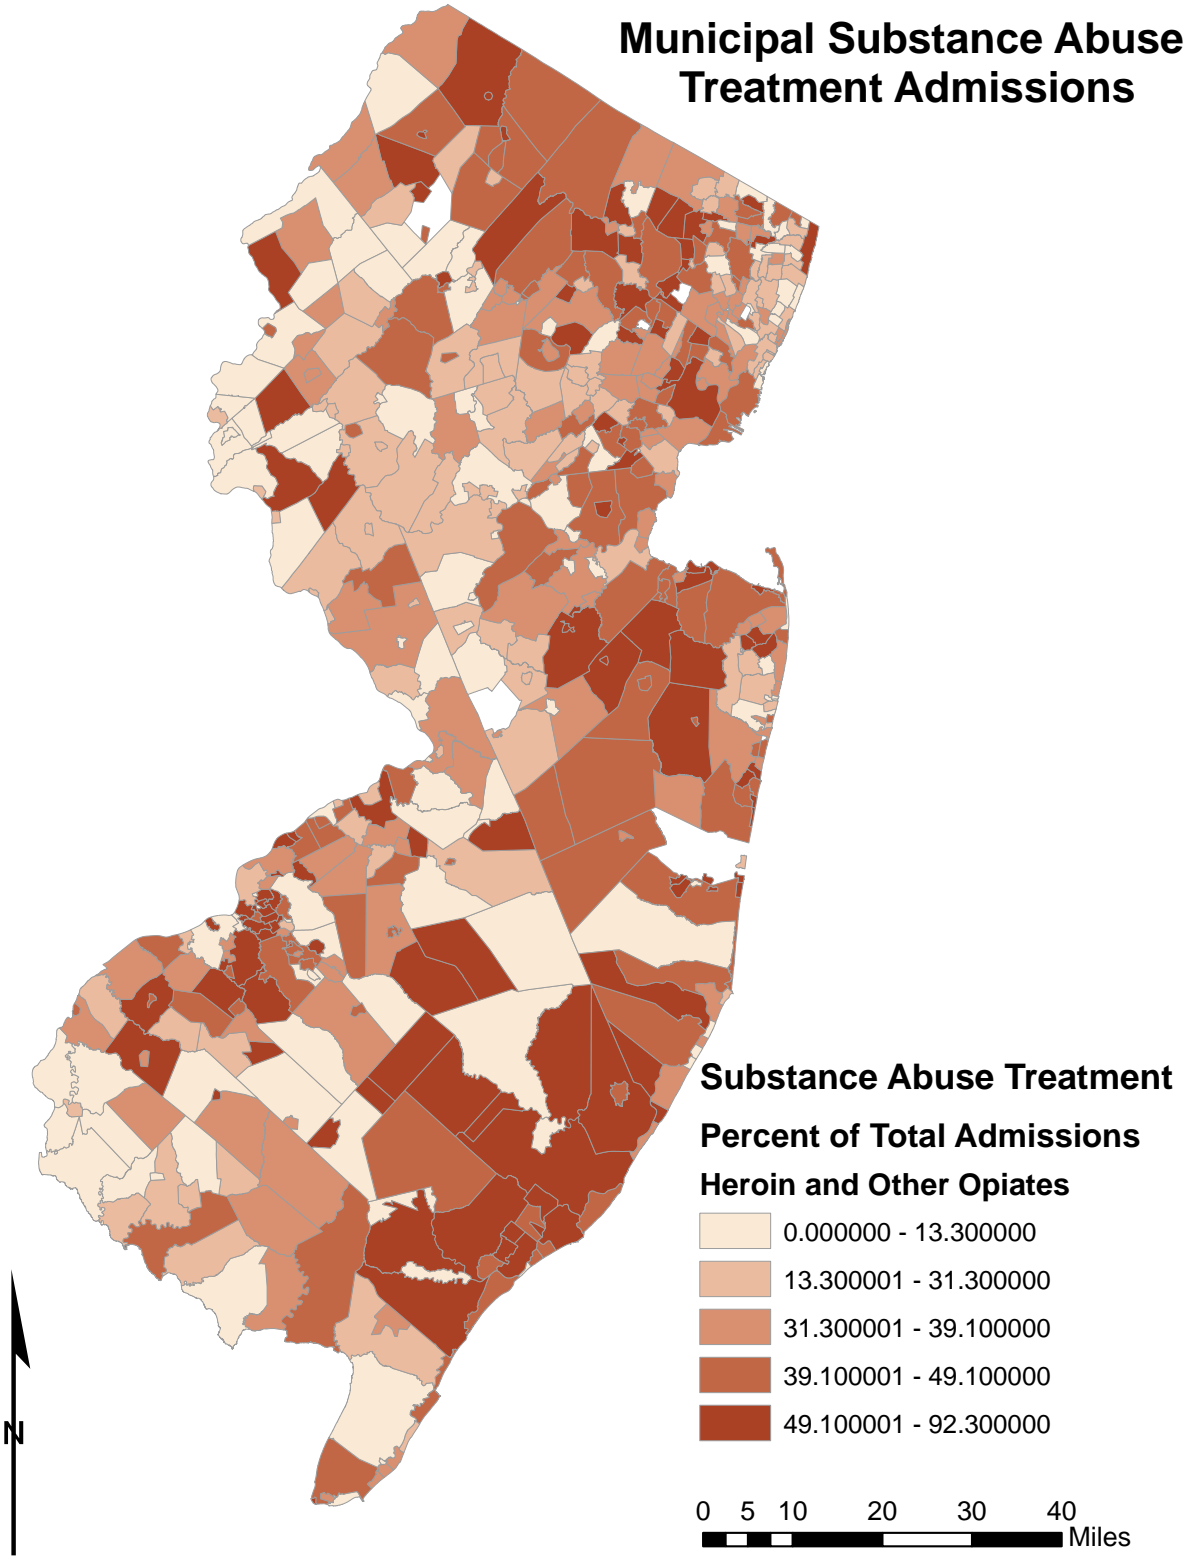 Municipal Substance Abuse
Treatment Admissions
Substance Abuse Treatment
Percent of Total Admissions
Heroin and Other Opiates
0.000000 - 13.300000
13.300001 - 31.300000
31.300001 - 39.100000
39.100001 - 49.100000
49.100001 - 92.300000
N
0 5 10 20 30 40
Miles